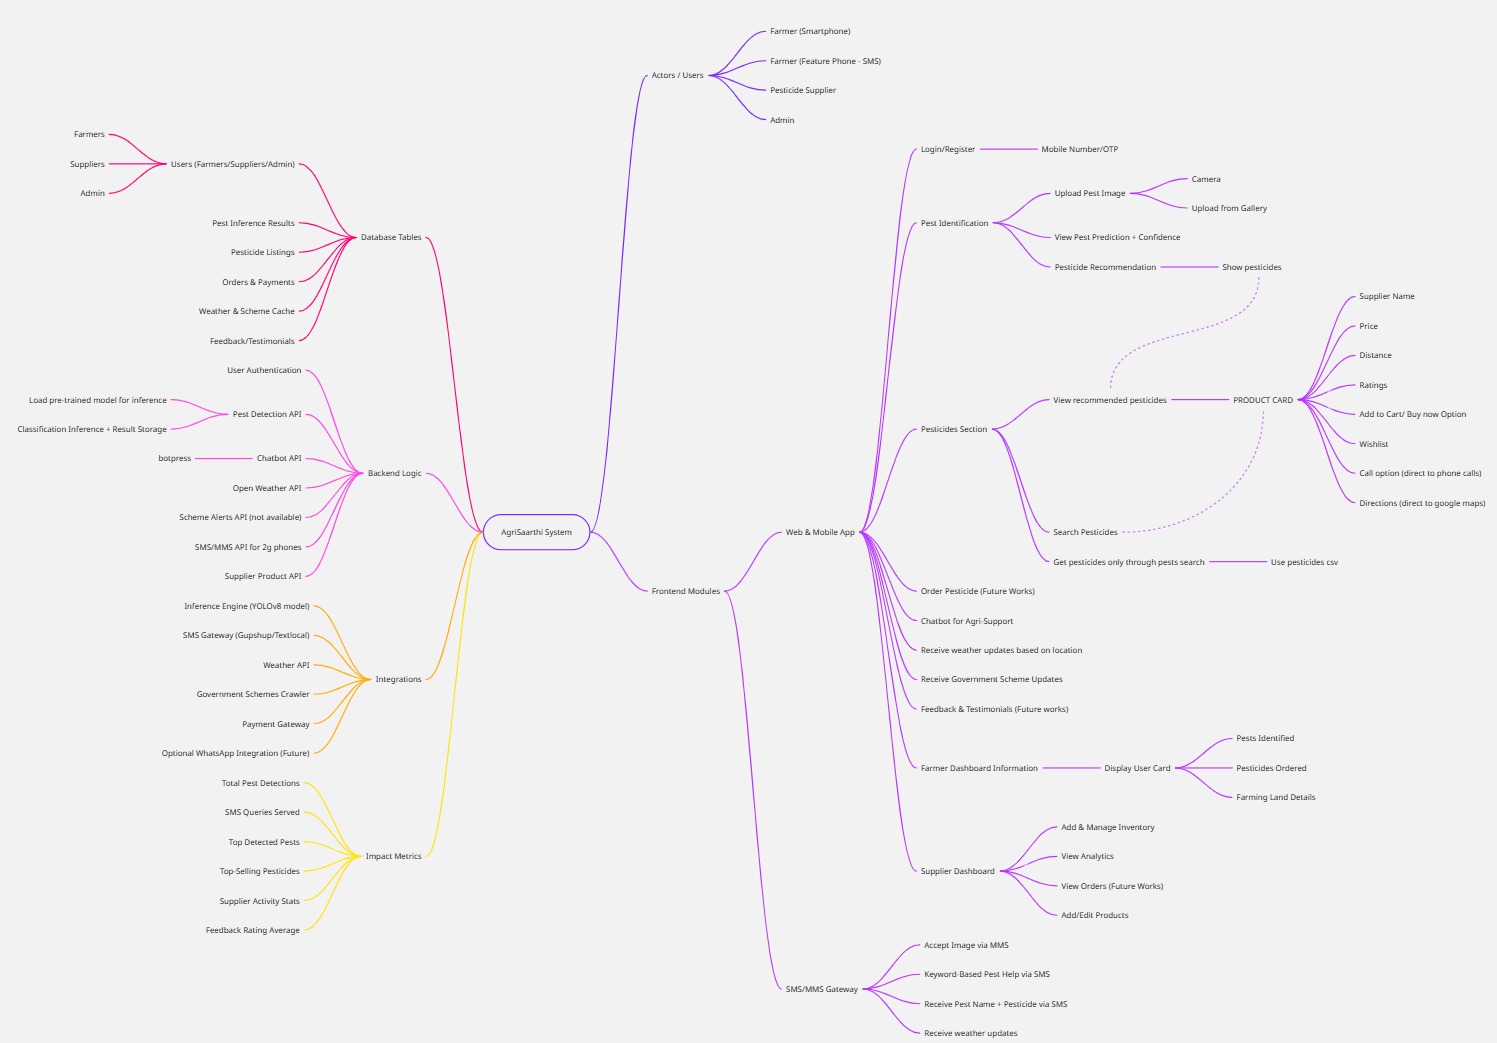 AgriSaarthi System
Actors / Users
Farmer (Smartphone)
Farmer (Feature Phone - SMS)
Pesticide Supplier
Admin
Frontend Modules
Web & Mobile App
Login/Register
Mobile Number/OTP
Pest Identification
Upload Pest Image
Camera
Upload from Gallery
View Pest Prediction + Confidence
Pesticide Recommendation
Show pesticides
Pesticides Section
View recommended pesticides
PRODUCT CARD
Supplier Name
Price
Distance
Ratings
Add to Cart/ Buy now Option
Wishlist
Call option (direct to phone calls)
Directions (direct to google maps)
Search Pesticides
Get pesticides only through pests search
Use pesticides csv
Order Pesticide (Future Works)
Chatbot for Agri-Support
Receive weather updates based on location
Receive Government Scheme Updates
Feedback & Testimonials (Future works)
Farmer Dashboard Information
Display User Card
Pests Identified
Pesticides Ordered
Farming Land Details
Supplier Dashboard
Add & Manage Inventory
View Analytics
View Orders (Future Works)
Add/Edit Products
SMS/MMS Gateway
Accept Image via MMS
Keyword-Based Pest Help via SMS
Receive Pest Name + Pesticide via SMS
Receive weather updates
Database Tables
Users (Farmers/Suppliers/Admin)
Farmers
Suppliers
Admin
Pest Inference Results
Pesticide Listings
Orders & Payments
Weather & Scheme Cache
Feedback/Testimonials
Backend Logic
User Authentication
Pest Detection API
Load pre-trained model for inference
Classification Inference + Result Storage
Chatbot API
botpress
Open Weather API
Scheme Alerts API (not available)
SMS/MMS API for 2g phones
Supplier Product API
Integrations
Inference Engine (YOLOv8 model)
SMS Gateway (Gupshup/Textlocal)
Weather API
Government Schemes Crawler
Payment Gateway
Optional WhatsApp Integration (Future)
Impact Metrics
Total Pest Detections
SMS Queries Served
Top Detected Pests
Top-Selling Pesticides
Supplier Activity Stats
Feedback Rating Average